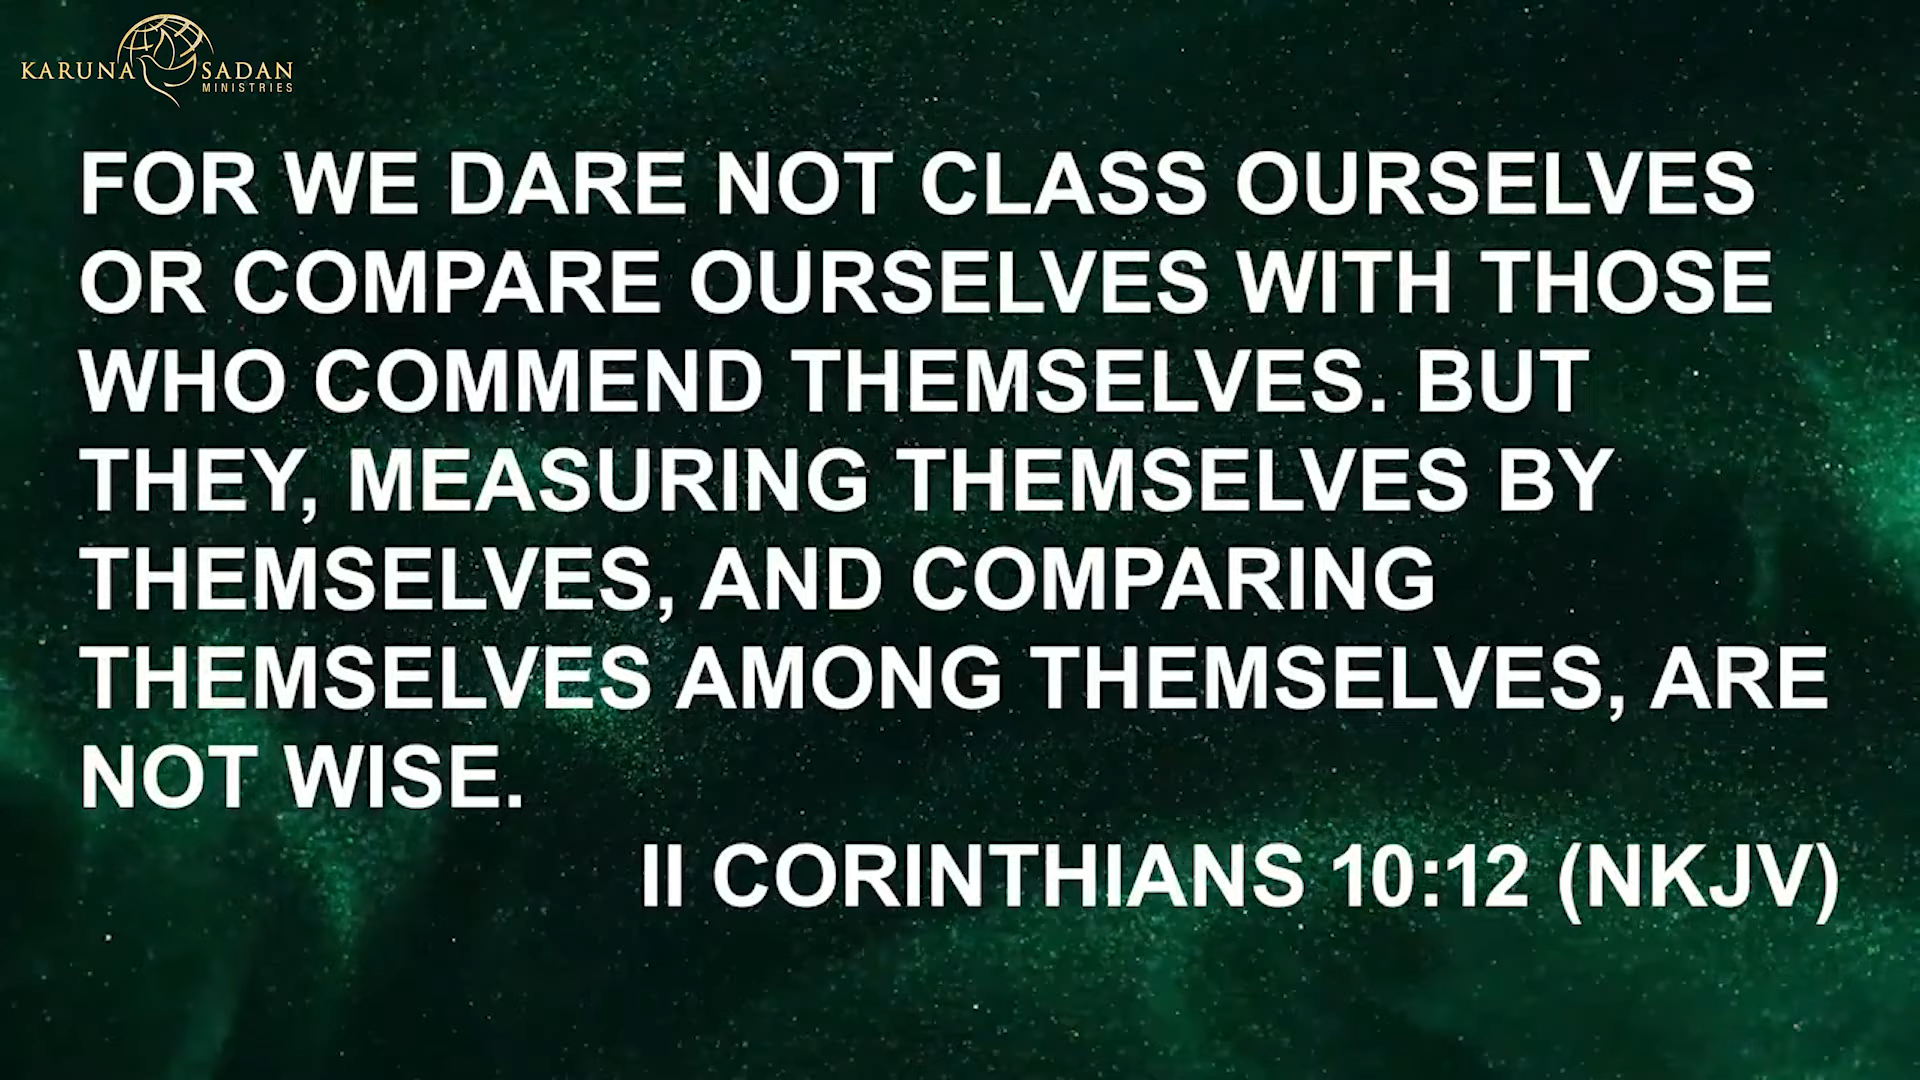 KARUNA SADAN
MINISTRIES
FOR WE DARE NOT CLASS OURSELVES
OR COMPARE OURSELVES WITH THOSE
WHO COMMEND THEMSELVES. BUT
THEY, MEASURING THEMSELVES BY
THEMSELVES, AND COMPARING
THEMSELVES AMONG THEMSELVES, ARE
NOT WISE.
II CORINTHIANS 10:12 (NKJV)